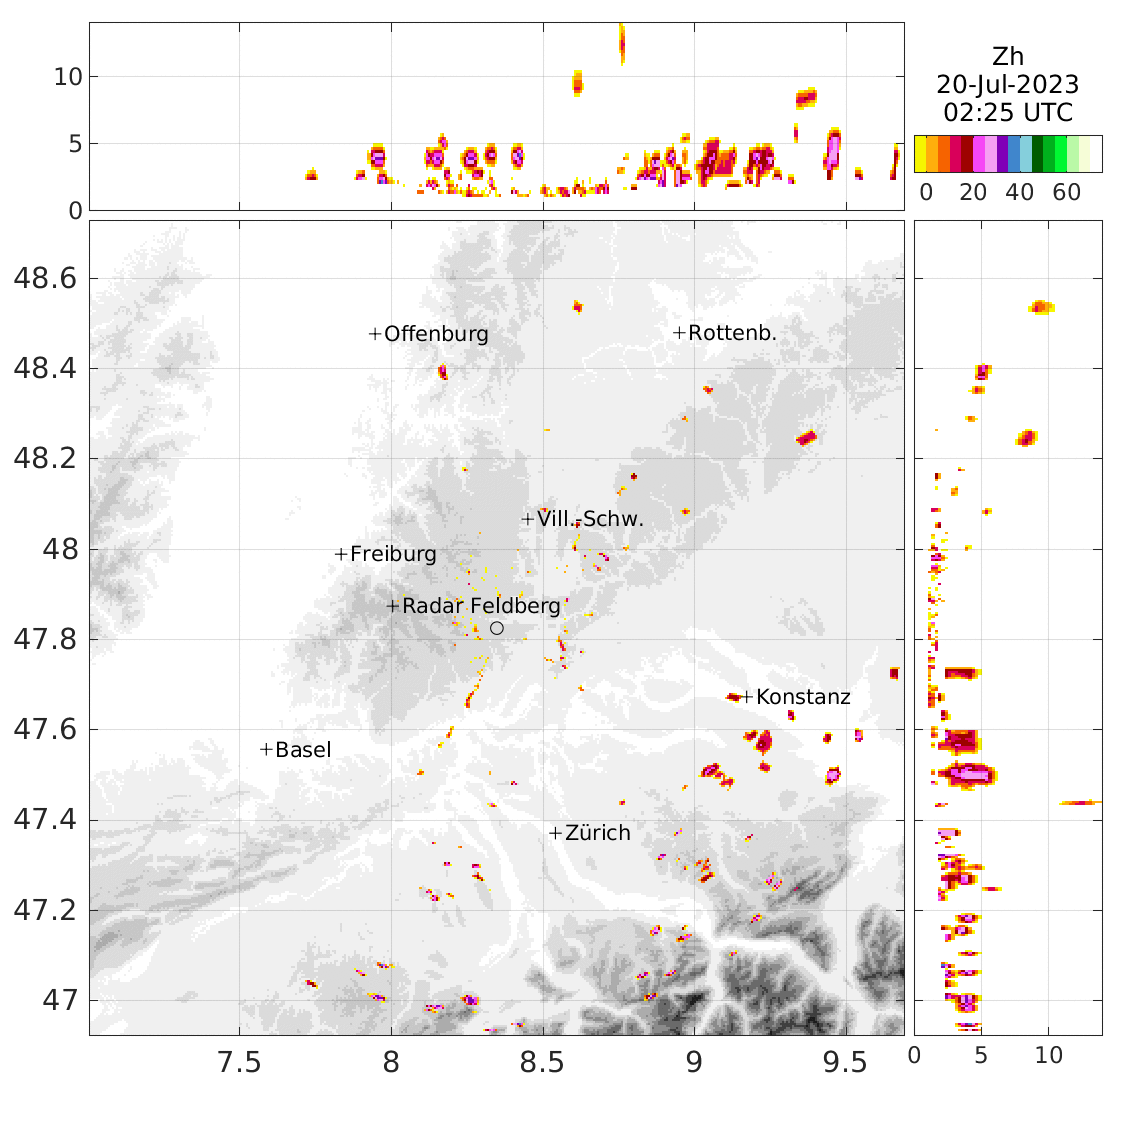 10
5
0
Zh
20-Jul-2023
02:25 UTC
0 20 40 60
48.6
48.4
48.2
48
47.8
47.6
47.4
47.2
47
Offenburg
Rottenb.
Vill.-Schw.
Freiburg
Radar Feldberg
Konstanz
Basel
Zürich
7.5 8 8.5 9 9.5
0 5 10